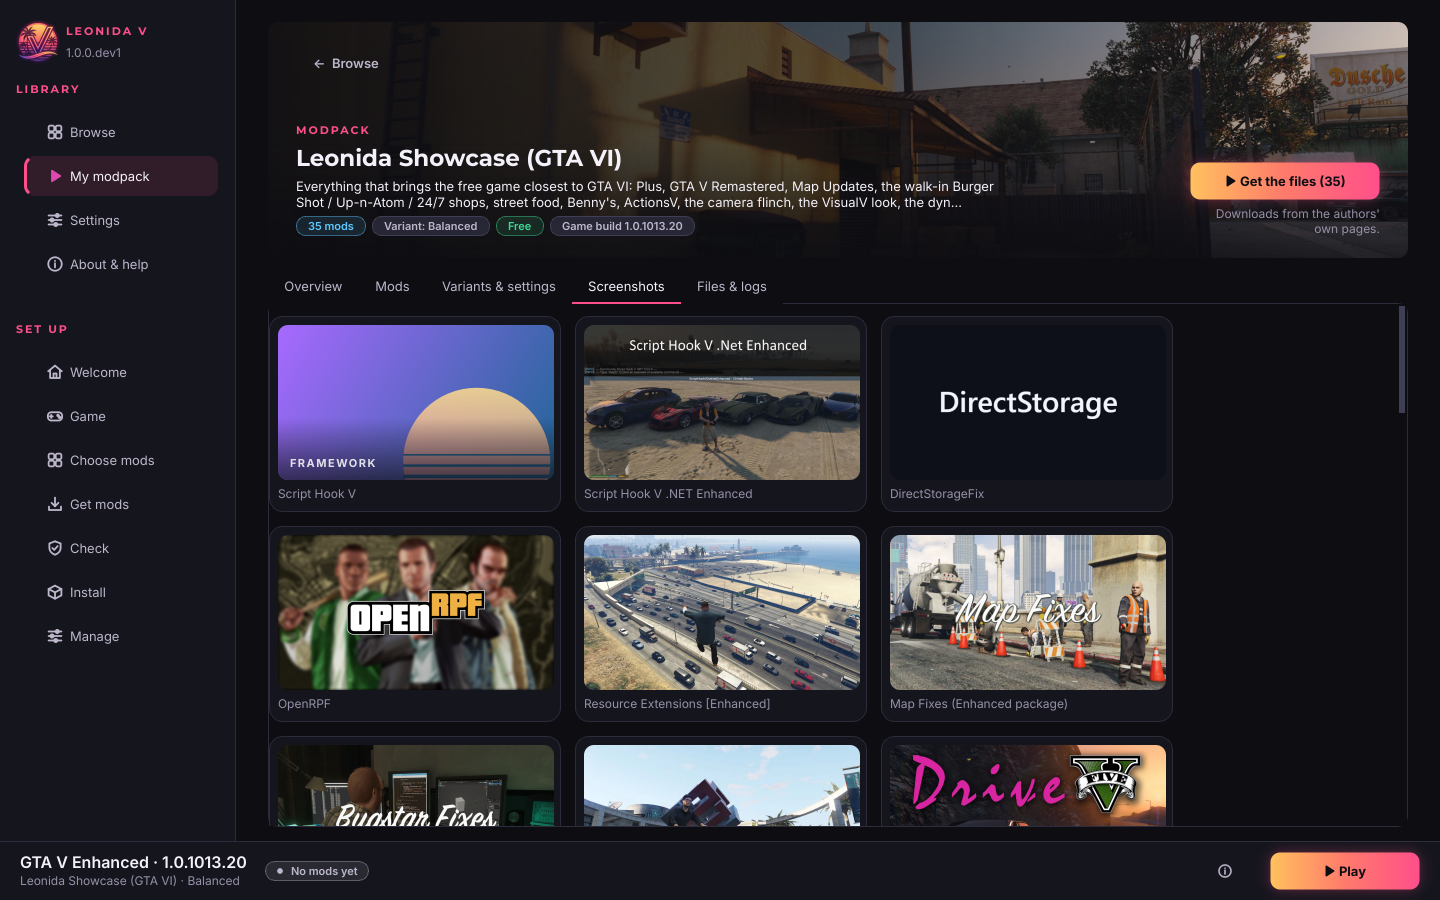 LEONIDA V
1.0.0.dev1
LIBRARY
Browse
My modpack
Settings
About & help
SET UP
Welcome
Game
Choose mods
Get mods
Check
Install
Manage
← Browse
MODPACK
Leonida Showcase (GTA VI)
Everything that brings the free game closest to GTA VI: Plus, GTA V Remastered, Map Updates, the walk-in Burger
Shot / Up-n-Atom / 24/7 shops, street food, Benny's, ActionsV, the camera flinch, the VisualV look, the dyn...
35 mods Variant: Balanced Free Game build 1.0.1013.20
Dusche
GOLD
Get the files (35)
Downloads from the authors'
own pages.
Overview Mods Variants & settings Screenshots Files & logs
FRAMEWORK
Script Hook V
Script Hook V .Net Enhanced
Script Hook V .NET Enhanced
DirectStorage
DirectStorageFix
OPENRPF
OpenRPF
Resource Extensions [Enhanced]
Map Fixes
Map Fixes (Enhanced package)
Bugstar Fixes
Drive V
FIVE
GTA V Enhanced · 1.0.1013.20
Leonida Showcase (GTA VI) · Balanced
No mods yet
Play